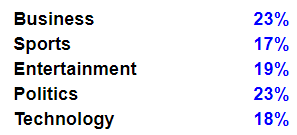 Business 23%
Sports 17%
Entertainment 19%
Politics 23%
Technology 18%